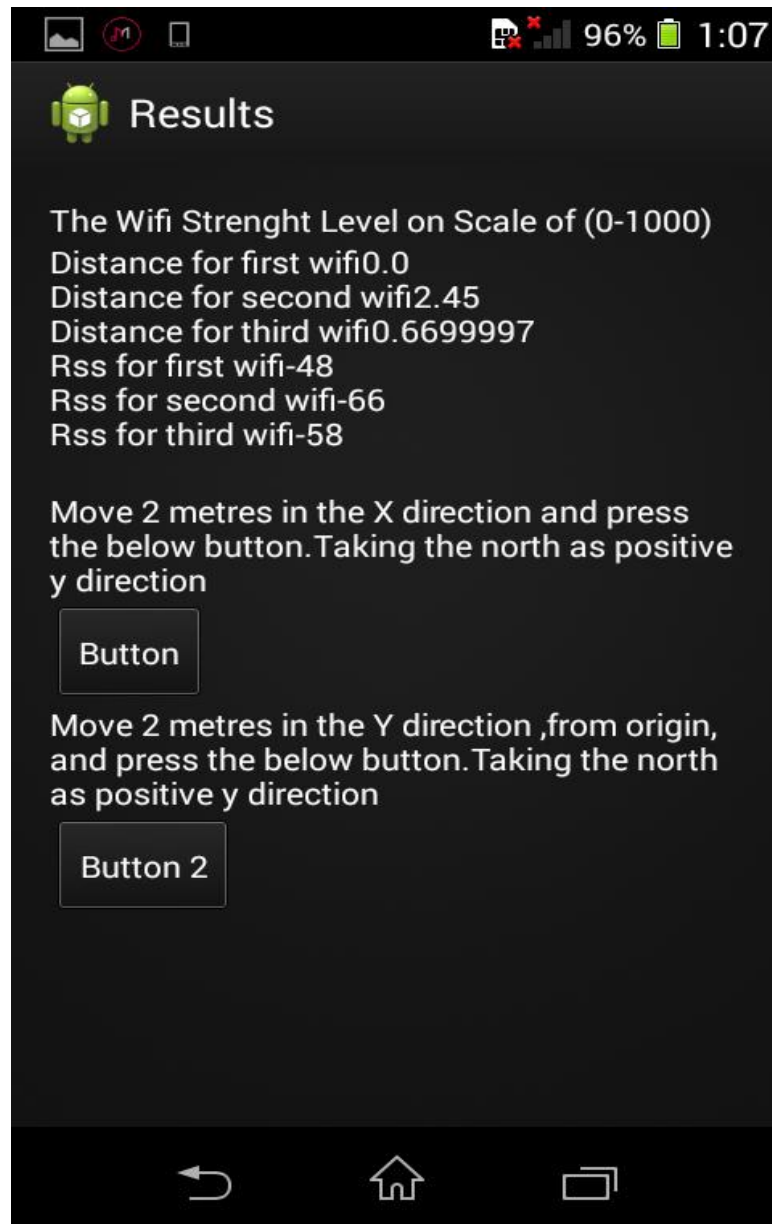 96% 1:07
Results
The Wifi Strenght Level on Scale of (0-1000)
Distance for first wifi0.0
Distance for second wifi2.45
Distance for third wifi0.6699997
Rss for first wifi-48
Rss for second wifi-66
Rss for third wifi-58
Move 2 metres in the X direction and press
the below button.Taking the north as positive
y direction
Button
Move 2 metres in the Y direction ,from origin,
and press the below button.Taking the north
as positive y direction
Button 2